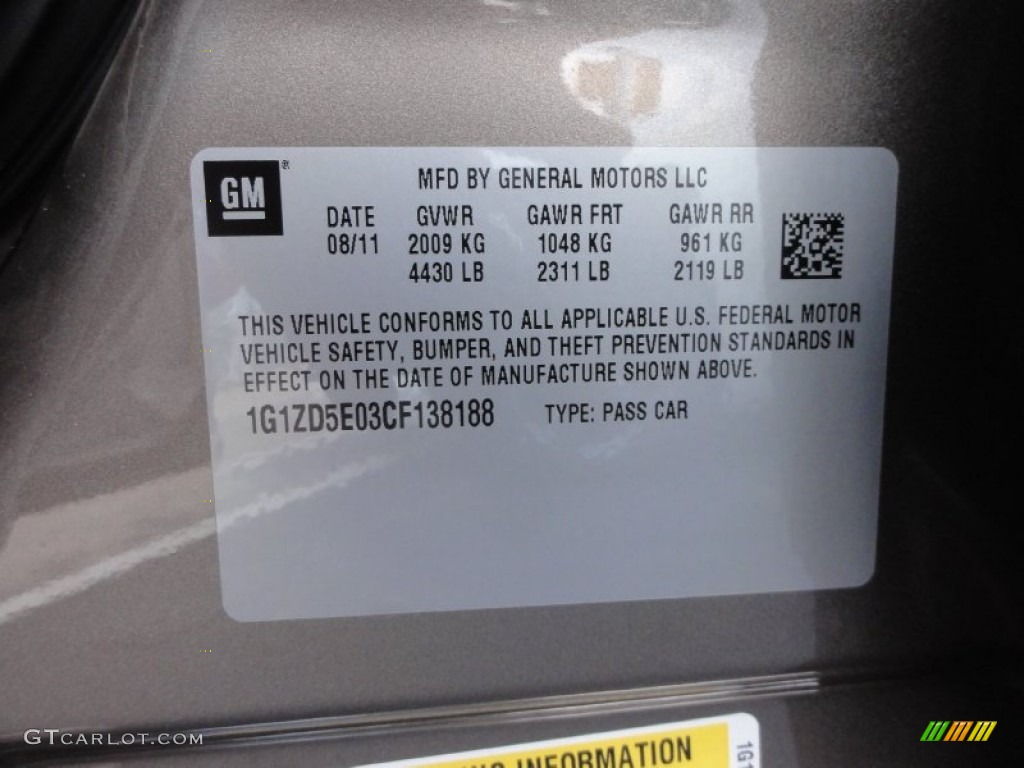 GM ®
MFD BY GENERAL MOTORS LLC
DATE GVWR GAWR FRT GAWR RR
08/11 2009 KG 1048 KG 961 KG
4430 LB 2311 LB 2119 LB
THIS VEHICLE CONFORMS TO ALL APPLICABLE U.S. FEDERAL MOTOR
VEHICLE SAFETY, BUMPER, AND THEFT PREVENTION STANDARDS IN
EFFECT ON THE DATE OF MANUFACTURE SHOWN ABOVE.
1G1ZD5E03CF138188 TYPE: PASS CAR
INFORMATION
GTCARLOT.COM